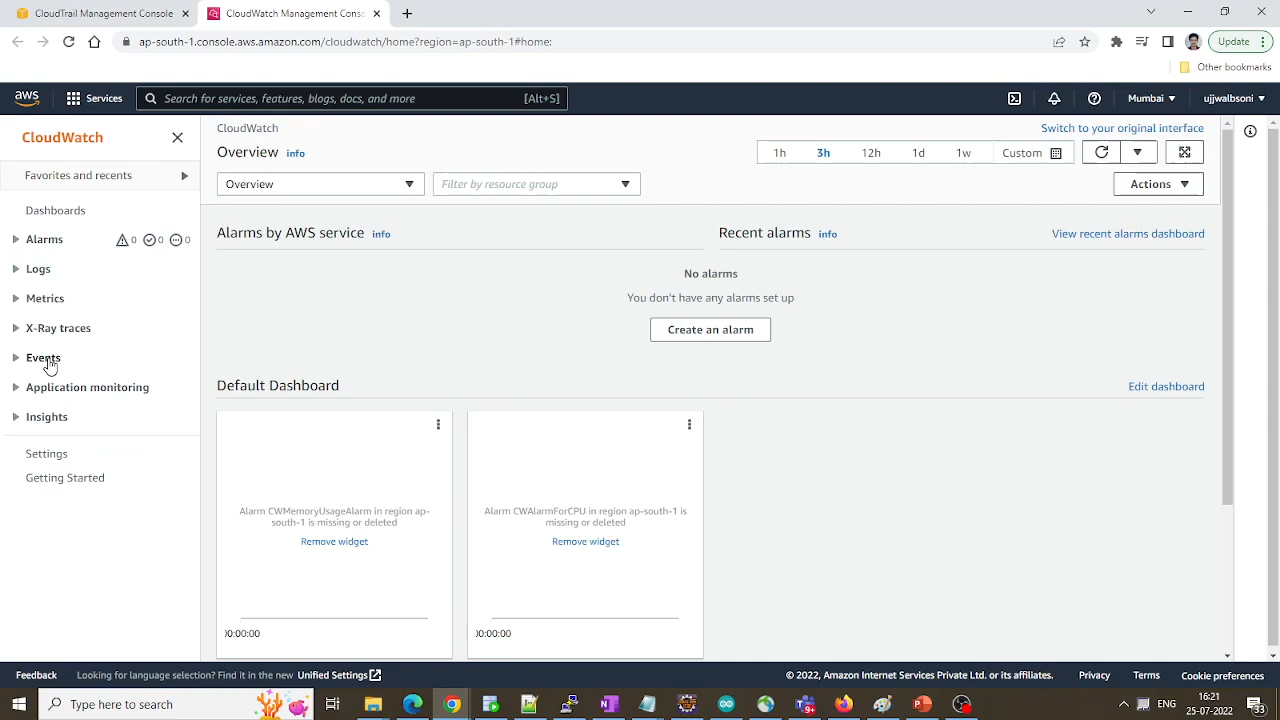 CloudTrail Management Console
CloudWatch Management Conso
ap-south-1.console.aws.amazon.com/cloudwatch/home?region=ap-south-1#home:
Update
Other bookmarks
aws
Services
Search for services, features, blogs, docs, and more
[Alt+S]
Mumbai
ujjwalbsoni
CloudWatch
Favorites and recents
Dashboards
Alarms 0 0 0
Logs
Metrics
X-Ray traces
Events
Application monitoring
Insights
Settings
Getting Started
CloudWatch
Switch to your original interface
Overview info
1h 3h 12h 1d 1w Custom
Overview
Filter by resource group
Actions
Alarms by AWS service info
Recent alarms info
View recent alarms dashboard
No alarms
You don't have any alarms set up
Create an alarm
Default Dashboard
Edit dashboard
Alarm CWMemoryUsageAlarm in region ap-
south-1 is missing or deleted
Remove widget
00:00:00
Alarm CWAlarmForCPU in region ap-south-1 is
missing or deleted
Remove widget
00:00:00
Feedback
Looking for language selection? Find it in the new Unified Settings
© 2022, Amazon Internet Services Private Ltd. or its affiliates.
Privacy
Terms
Cookie preferences
Type here to search
ENG
16:21
25-07-2022
3